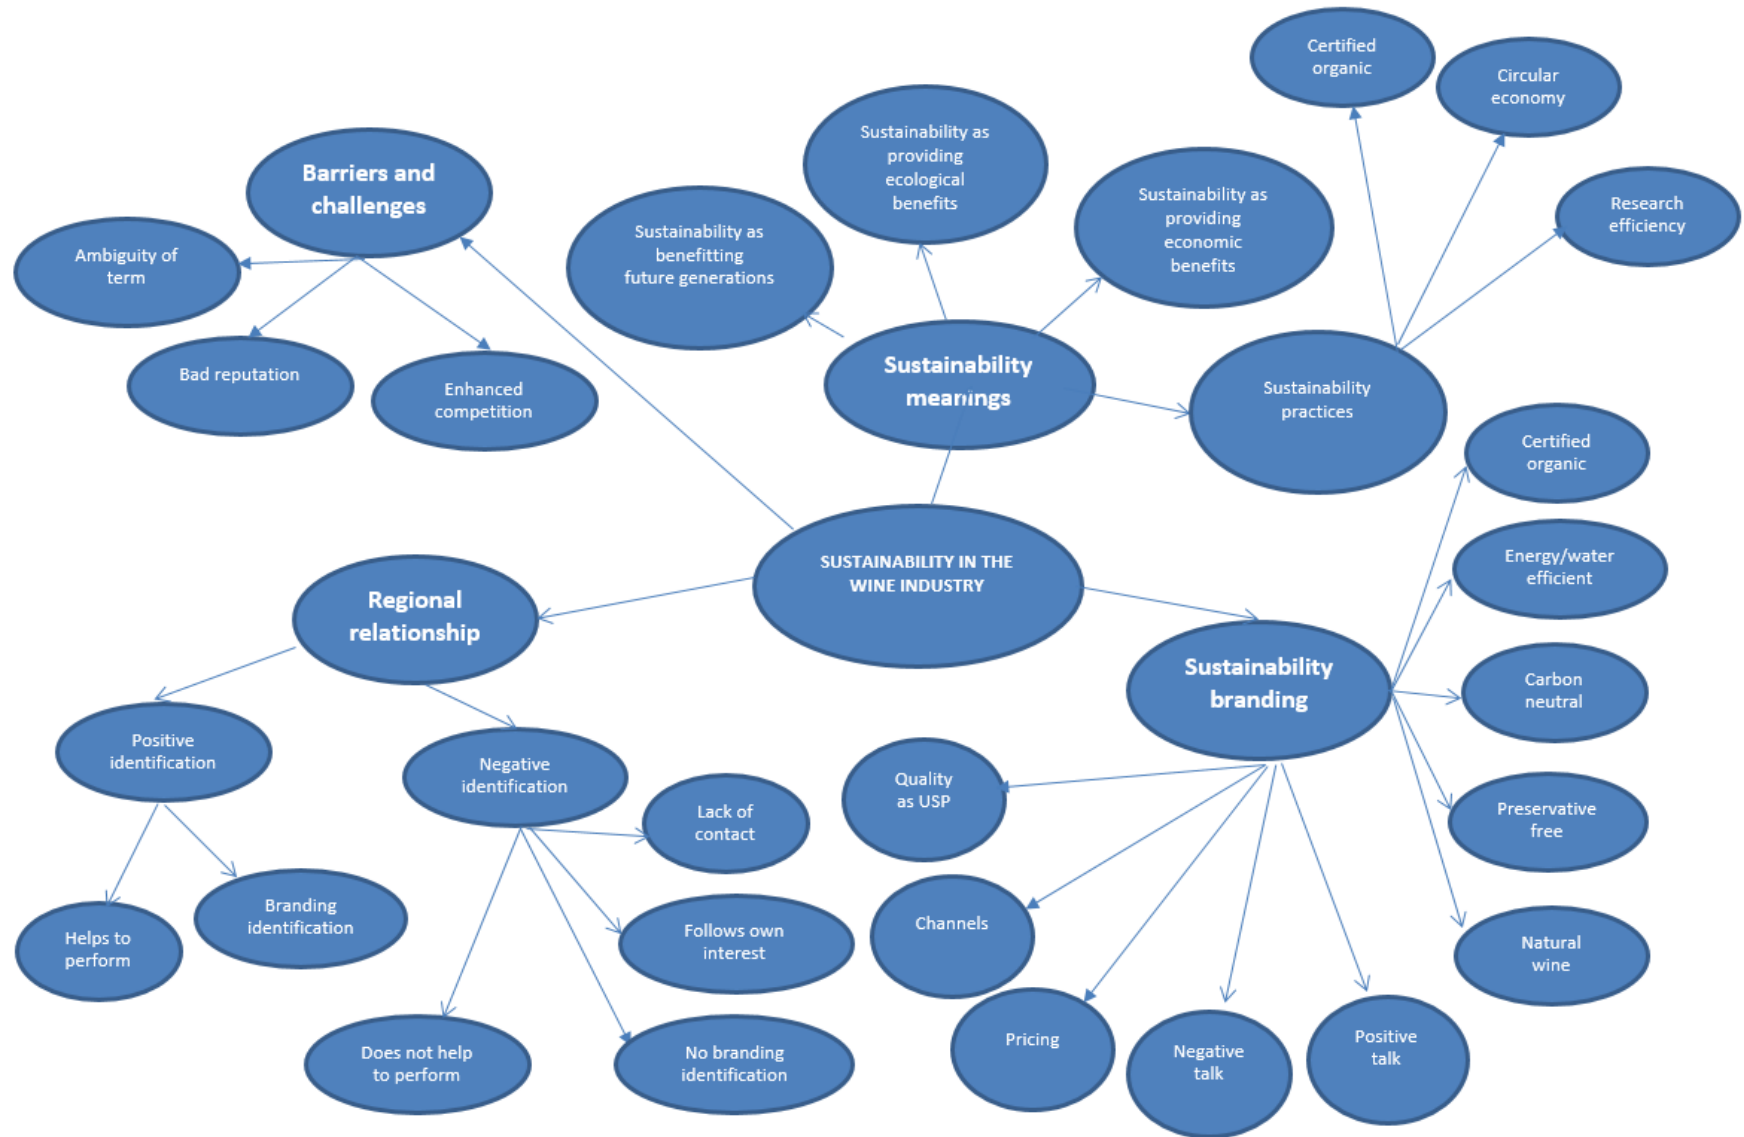 Certified
organic
Circular
economy
Sustainability as
providing
ecological
benefits
Barriers and
challenges
Sustainability as
providing
economic
benefits
Research
efficiency
Sustainability as
benefitting
future generations
Ambiguity of
term
Bad reputation
Enhanced
competition
Sustainability
meanings
Sustainability
practices
Certified
organic
SUSTAINABILITY IN THE
WINE INDUSTRY
Energy/water
efficient
Regional
relationship
Sustainability
branding
Carbon
neutral
Positive
identification
Negative
identification
Quality
as USP
Preservative
free
Lack of
contact
Branding
identification
Helps to
perform
Follows own
interest
Channels
Natural
wine
Does not help
to perform
No branding
identification
Pricing
Negative
talk
Positive
talk